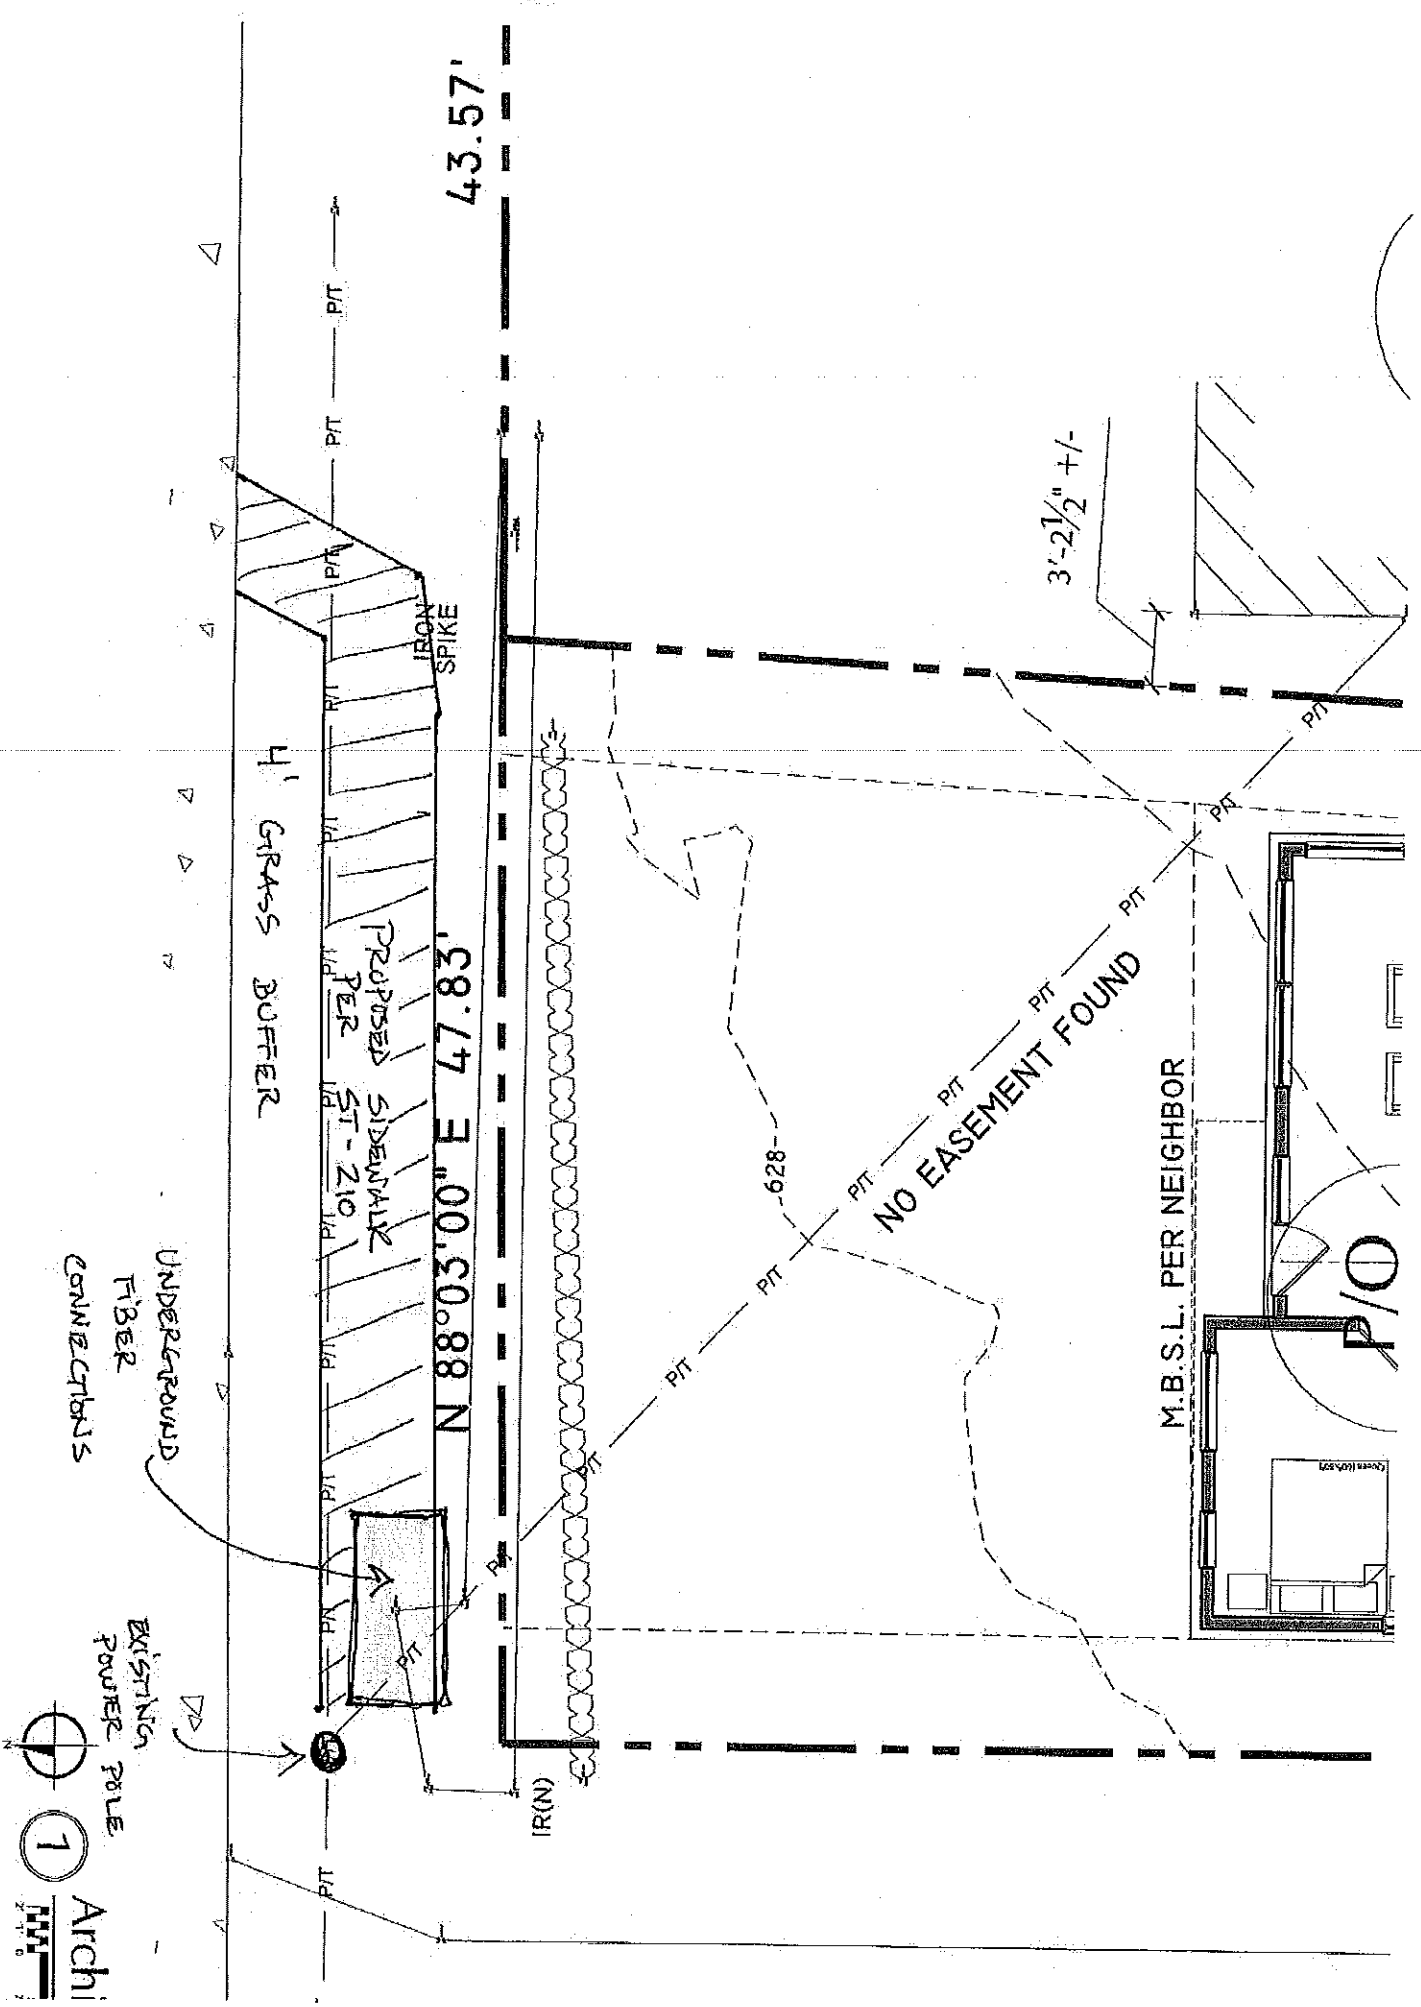 43.57'
P/T
P/T
P/T
IRON
SPIKE
3'-2½" +/-
P/T
P/T
P/T
P/T
P/T
P/T
P/T
P/T
P/T
P/T
P/T
NO EASEMENT FOUND
M.B.S.L. PER NEIGHBOR
628
N 88°03'00" E 47.83'
4' GRASS BUFFER
PROPOSED SIDEWALK
PER ST-210
P/T
P/T
P/T
P/T
P/T
P/T
P/T
P/T
P/T
UNDERGROUND
FIBER
CONNECTIONS
EXISTING
POWER POLE
IR(N)
O/
N
1
Archi